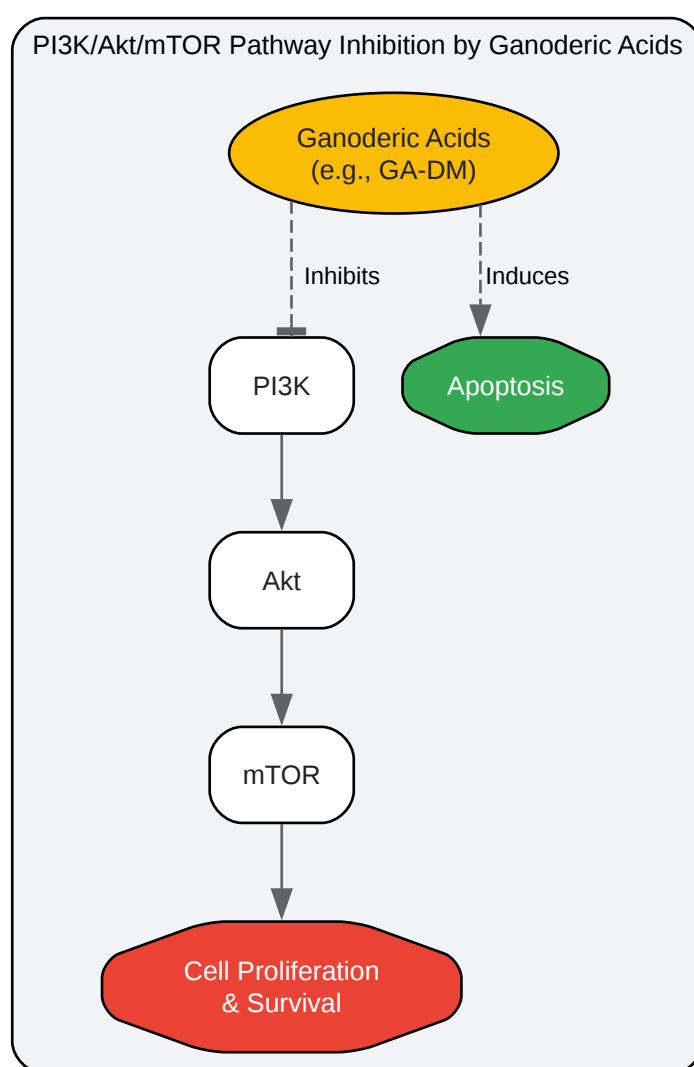 PI3K/Akt/mTOR Pathway Inhibition by Ganoderic Acids
Ganoderic Acids
(e.g., GA-DM)
Inhibits
Induces
PI3K
Apoptosis
Akt
mTOR
Cell Proliferation
& Survival